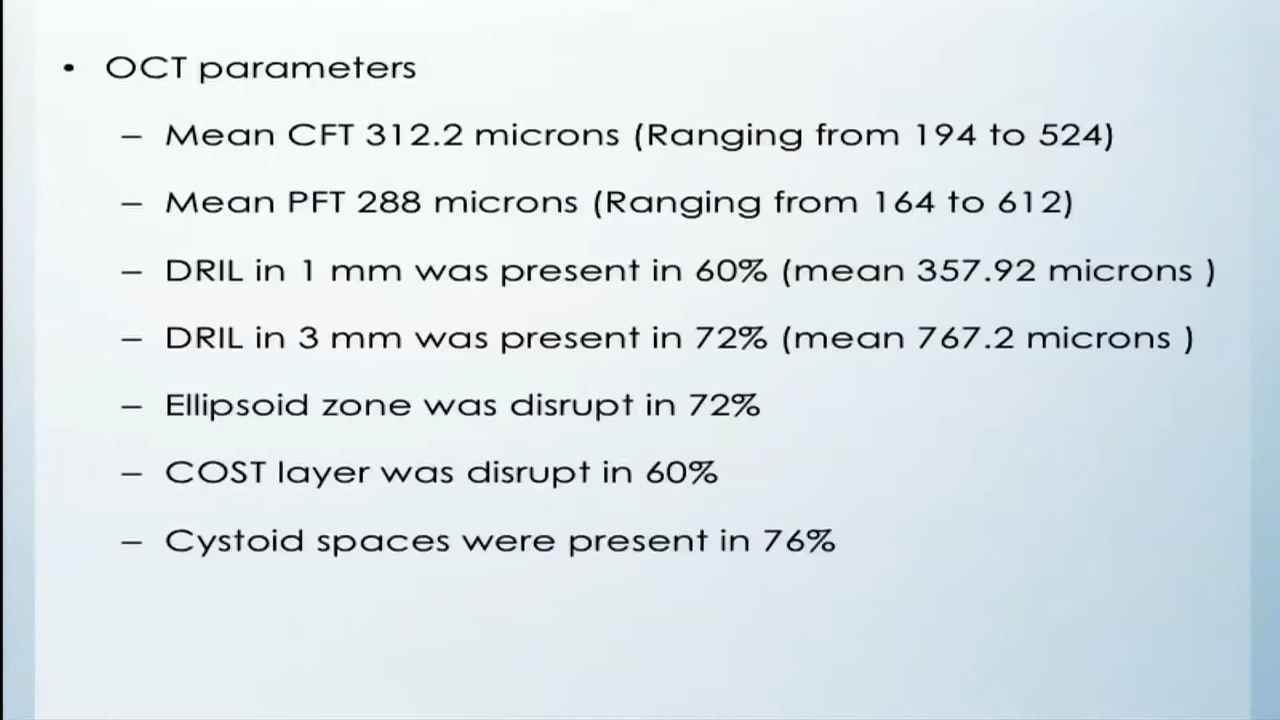 • OCT parameters
– Mean CFT 312.2 microns (Ranging from 194 to 524)
– Mean PFT 288 microns (Ranging from 164 to 612)
– DRIL in 1 mm was present in 60% (mean 357.92 microns )
– DRIL in 3 mm was present in 72% (mean 767.2 microns )
– Ellipsoid zone was disrupt in 72%
– COST layer was disrupt in 60%
– Cystoid spaces were present in 76%